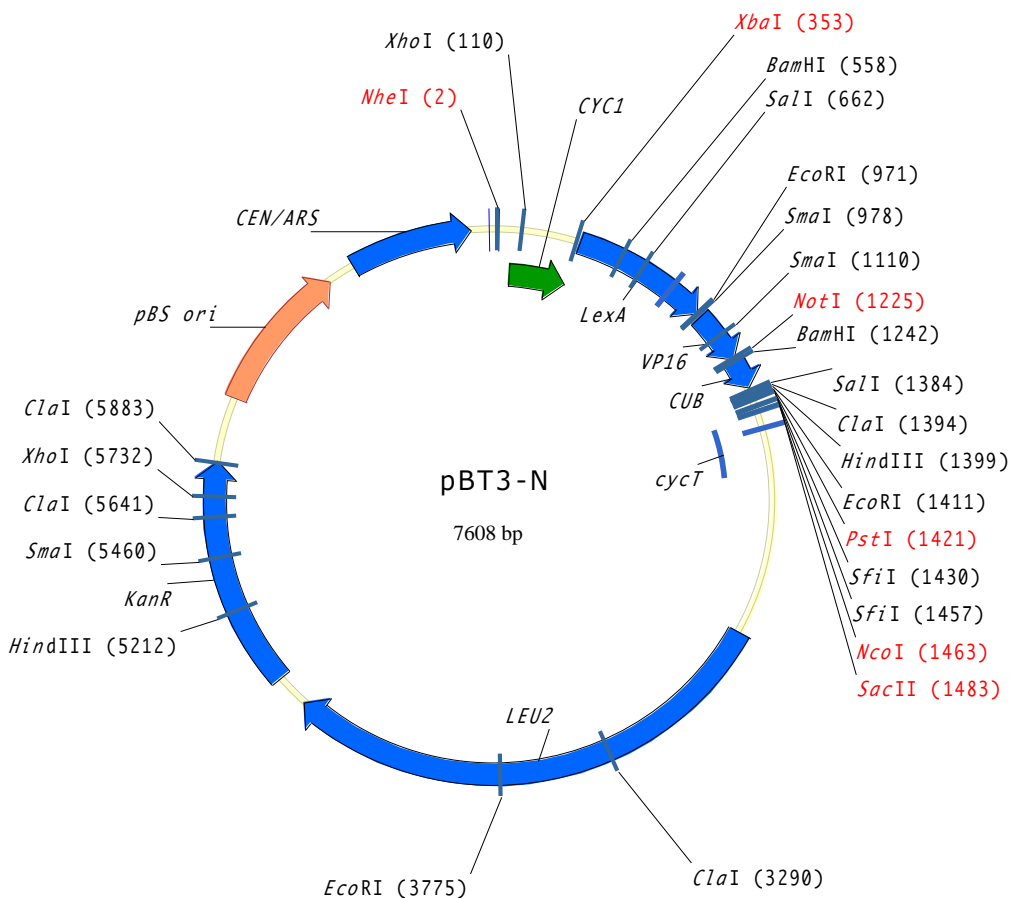 XbaI (353)
XhoI (110)
BamHI (558)
NheI (2)
CYC1
SalI (662)
EcoRI (971)
CEN/ARS
SmaI (978)
SmaI (1110)
NotI (1225)
pBS ori
LexA
BamHI (1242)
VP16
SalI (1384)
CUB
ClaI (5883)
ClaI (1394)
XhoI (5732)
HindIII (1399)
pBT3-N
cycT
ClaI (5641)
EcoRI (1411)
7608 bp
PstI (1421)
SmaI (5460)
SfiI (1430)
KanR
SfiI (1457)
HindIII (5212)
NcoI (1463)
SacII (1483)
LEU2
EcoRI (3775)
ClaI (3290)